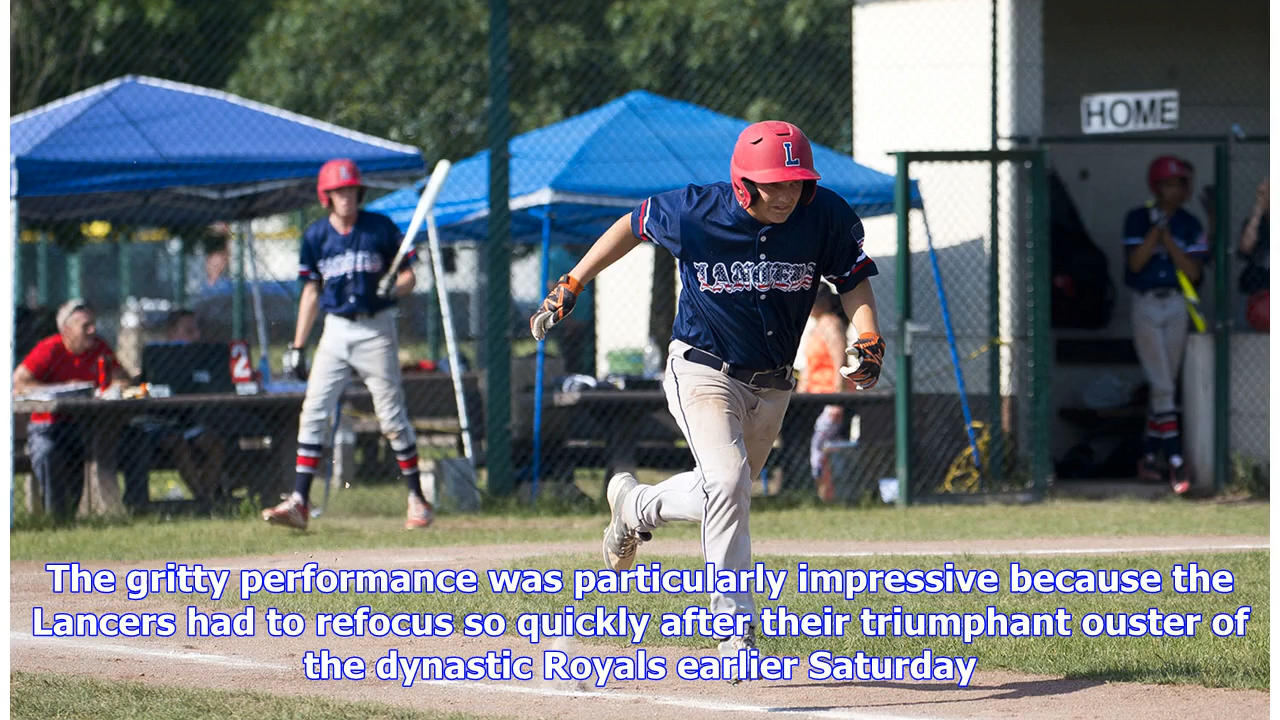 HOME
L
LANCERS
2
The gritty performance was particularly impressive because the
Lancers had to refocus so quickly after their triumphant ouster of
the dynastic Royals earlier Saturday